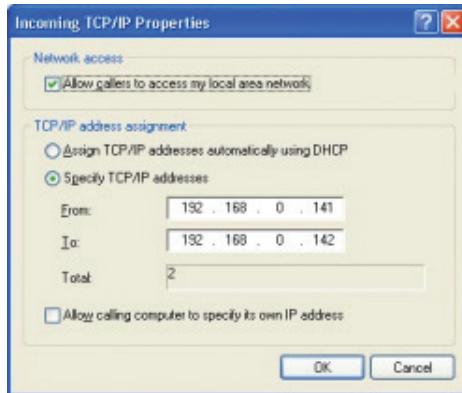 Incoming TCP/IP Properties
Network access
Allow callers to access my local area network
TCP/IP address assignment
Assign TCP/IP addresses automatically using DHCP
Specify TCP/IP addresses
From: 192 . 168 . 0 . 141
To: 192 . 168 . 0 . 142
Total: 2
Allow calling computer to specify its own IP address
OK Cancel